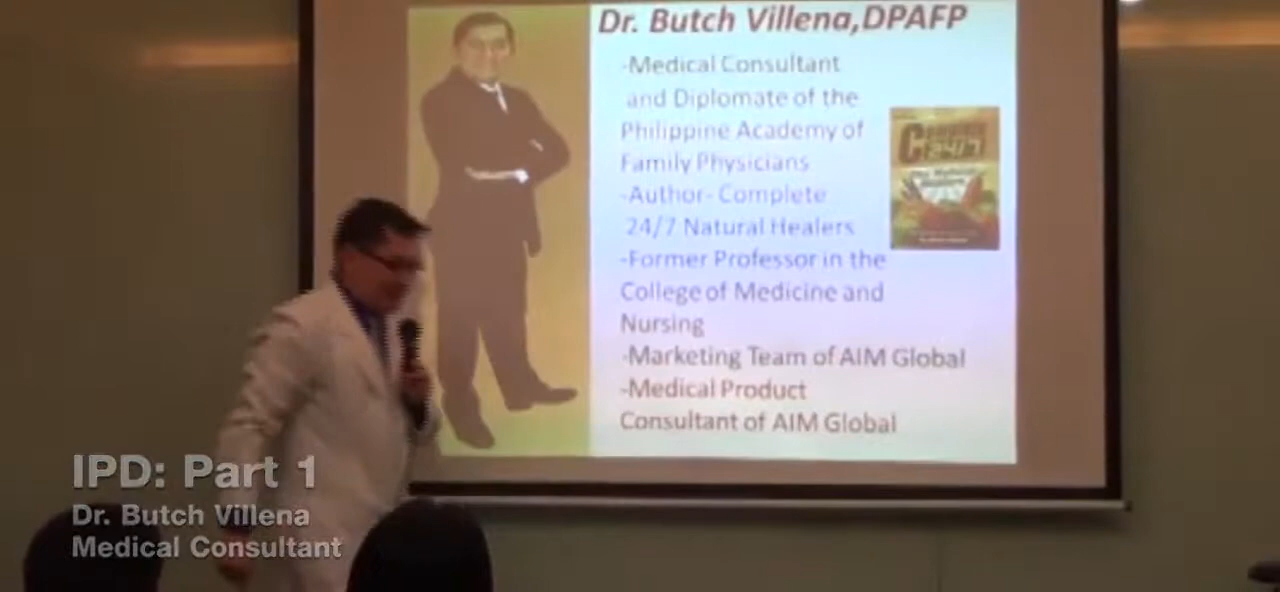 Dr. Butch Villena,DPAFP
-Medical Consultant
and Diplomate of the
Philippine Academy of
Family Physicians
-Author- Complete
24/7 Natural Healers
-Former Professor in the
College of Medicine and
Nursing
-Marketing Team of AIM Global
-Medical Product
Consultant of AIM Global
24/7
IPD: Part 1
Dr. Butch Villena
Medical Consultant